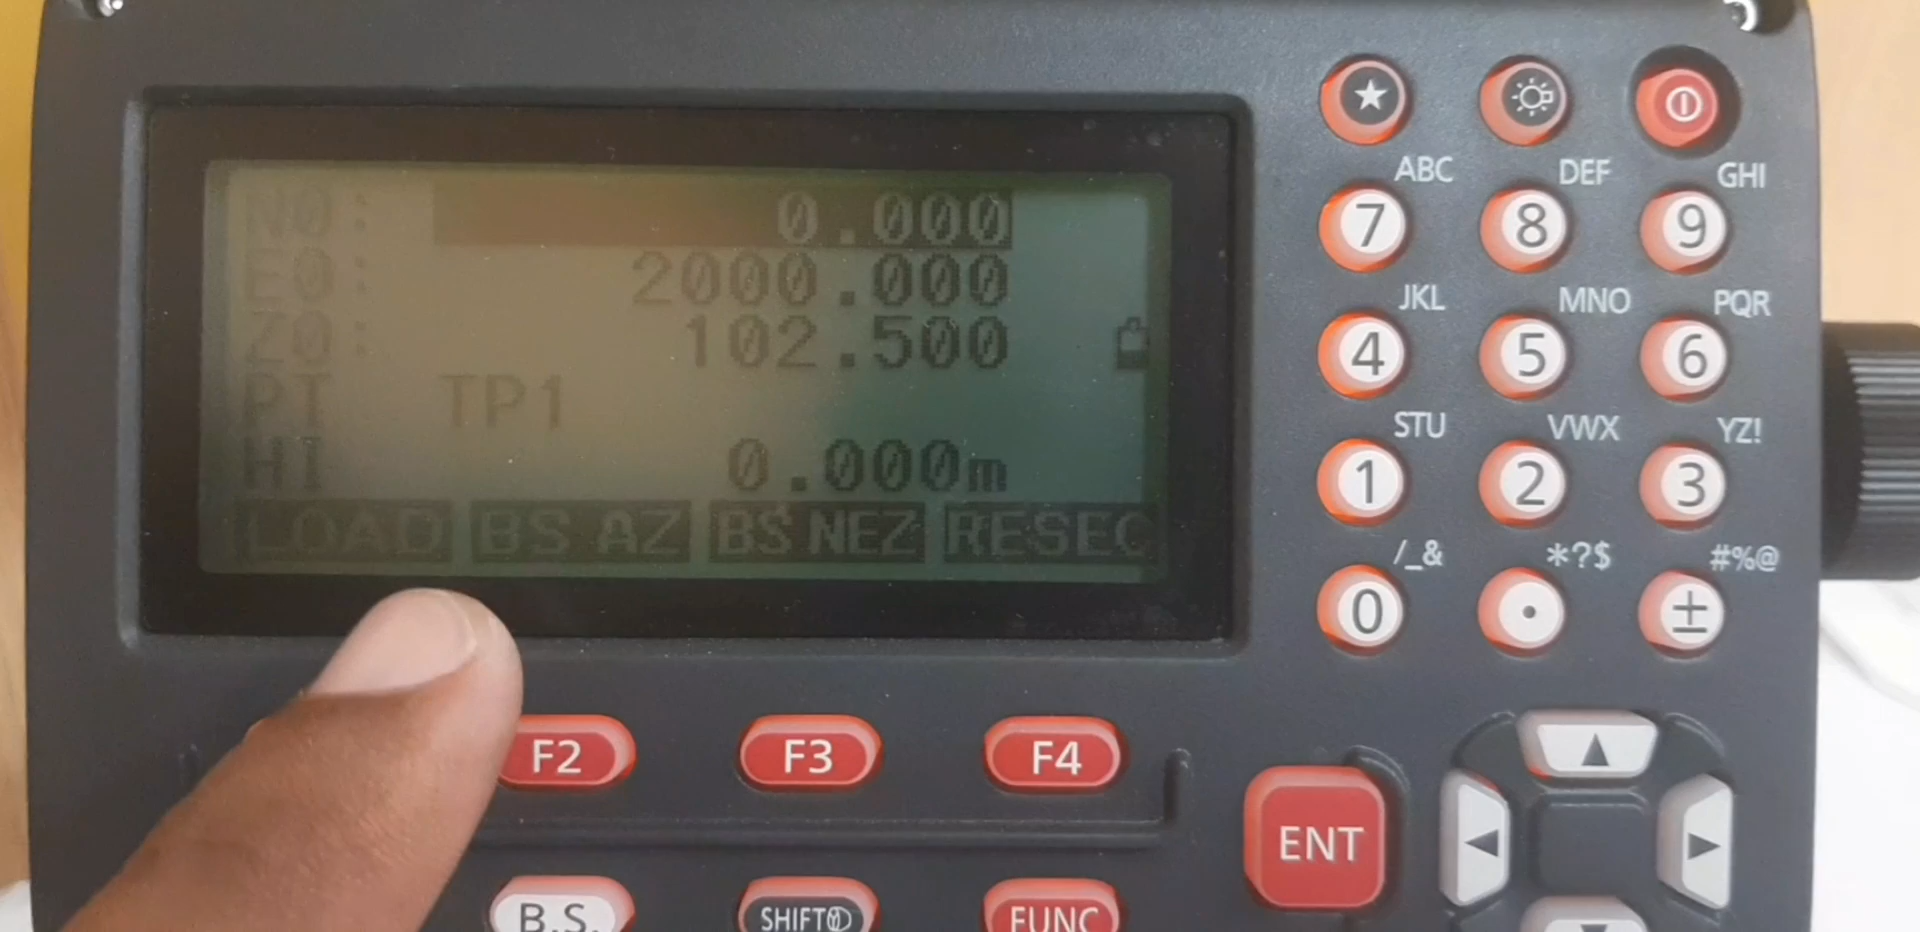 N0: 0.000
E0: 2000.000
Z0: 102.500
PT TP1
HI 0.000m
LOAD BS AZ BS NEZ RESEC
ABC DEF GHI
7 8 9
JKL MNO PQR
4 5 6
STU VWX YZ!
1 2 3
/_& *?$ #%@
0 . ±
F2 F3 F4
ENT
B.S. SHIFT FUNC